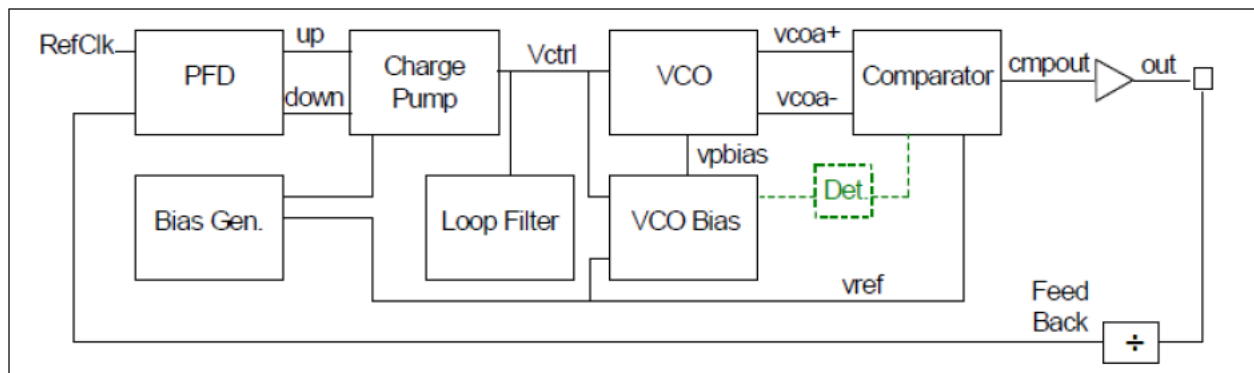 RefClk
PFD
up
down
Charge
Pump
Vctrl
VCO
vcoa+
vcoa-
Comparator
cmpout
out
vpbias
Bias Gen.
Loop Filter
VCO Bias
Det.
vref
Feed
Back
÷